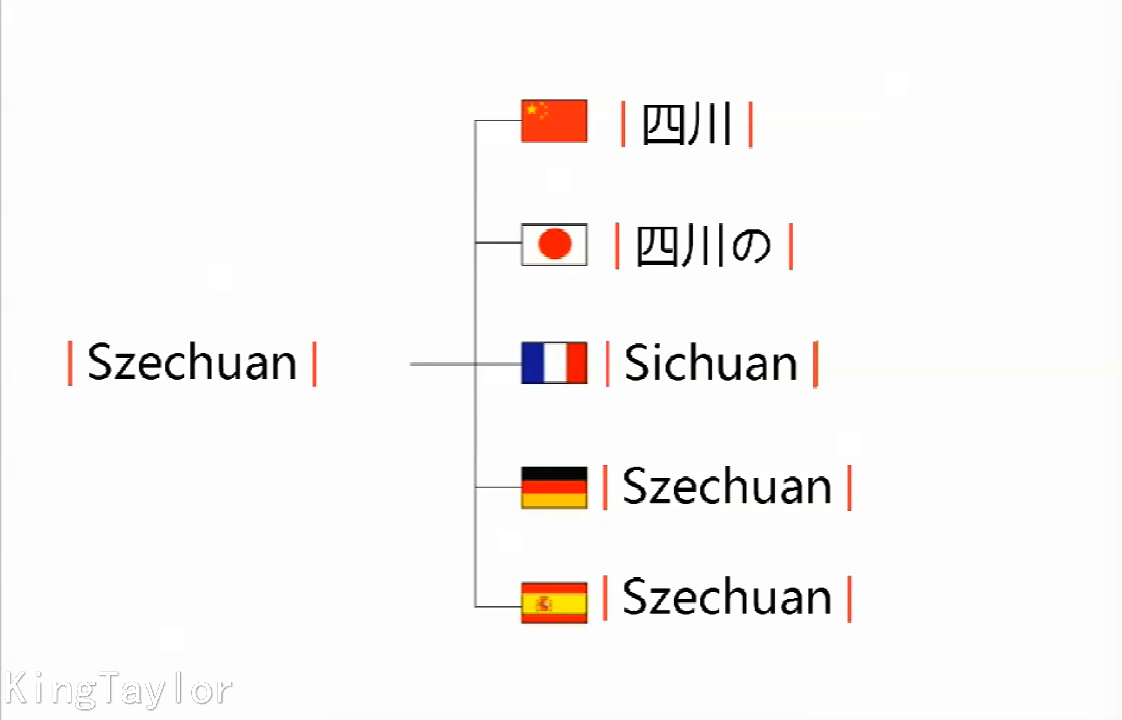 | 四川 |
| 四川の |
| Szechuan |
| Sichuan |
| Szechuan |
| Szechuan |
KingTaylor